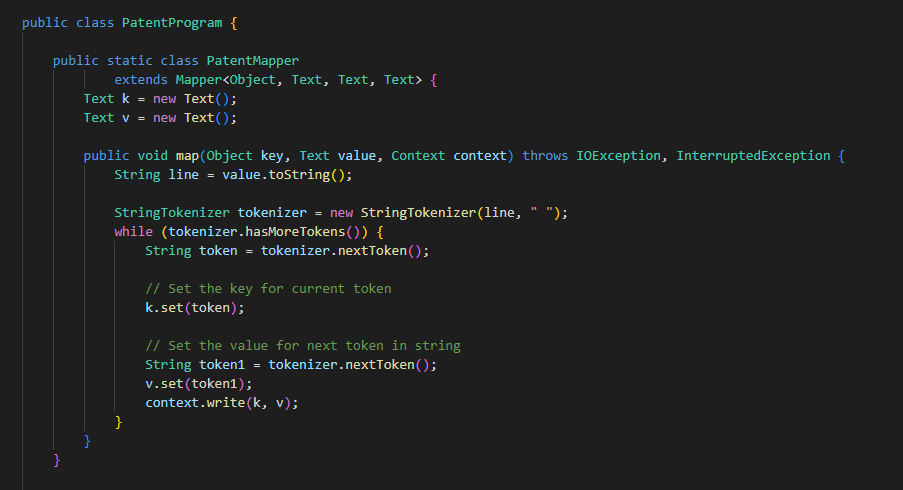 public class PatentProgram {
public static class PatentMapper
extends Mapper<Object, Text, Text, Text> {
Text k = new Text();
Text v = new Text();
public void map(Object key, Text value, Context context) throws IOException, InterruptedException {
String line = value.toString();
StringTokenizer tokenizer = new StringTokenizer(line, " ");
while (tokenizer.hasMoreTokens()) {
String token = tokenizer.nextToken();
// Set the key for current token
k.set(token);
// Set the value for next token in string
String token1 = tokenizer.nextToken();
v.set(token1);
context.write(k, v);
}
}
}